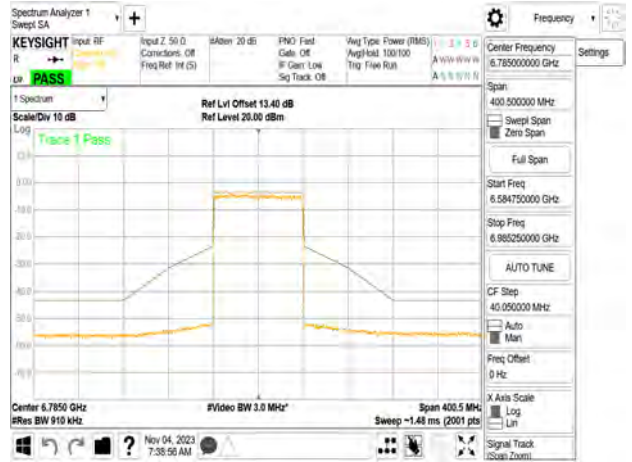 Spectrum Analyzer 1
Swept SA
+
Frequency
KEYSIGHT
R
PASS
Input: RF
Input Z: 50 Ω
Corrections: Off
Freq Ref: Int (S)
#Atten: 20 dB
PNO: Fast
Gate: Off
IF Gain: Low
Sig Track: Off
Avg Type: Power (RMS)
Avg|Hold: 100/100
Trig: Free Run
Settings
1 Spectrum
Scale/Div 10 dB
Log
Ref Lvl Offset 13.40 dB
Ref Level 20.00 dBm
Trace 1 Pass
Center 6.7850 GHz
#Res BW 910 kHz
#Video BW 3.0 MHz*
Span 400.5 MHz
Sweep ~1.48 ms (2001 pts
Center Frequency
6.785000000 GHz
Span
400.500000 MHz
Swept Span
Zero Span
Full Span
Start Freq
6.584750000 GHz
Stop Freq
6.985250000 GHz
AUTO TUNE
CF Step
40.050000 MHz
Auto
Man
Freq Offset
0 Hz
X Axis Scale
Log
Lin
Signal Track
(Span Zoom)
?
Nov 04, 2023
7:38:56 AM